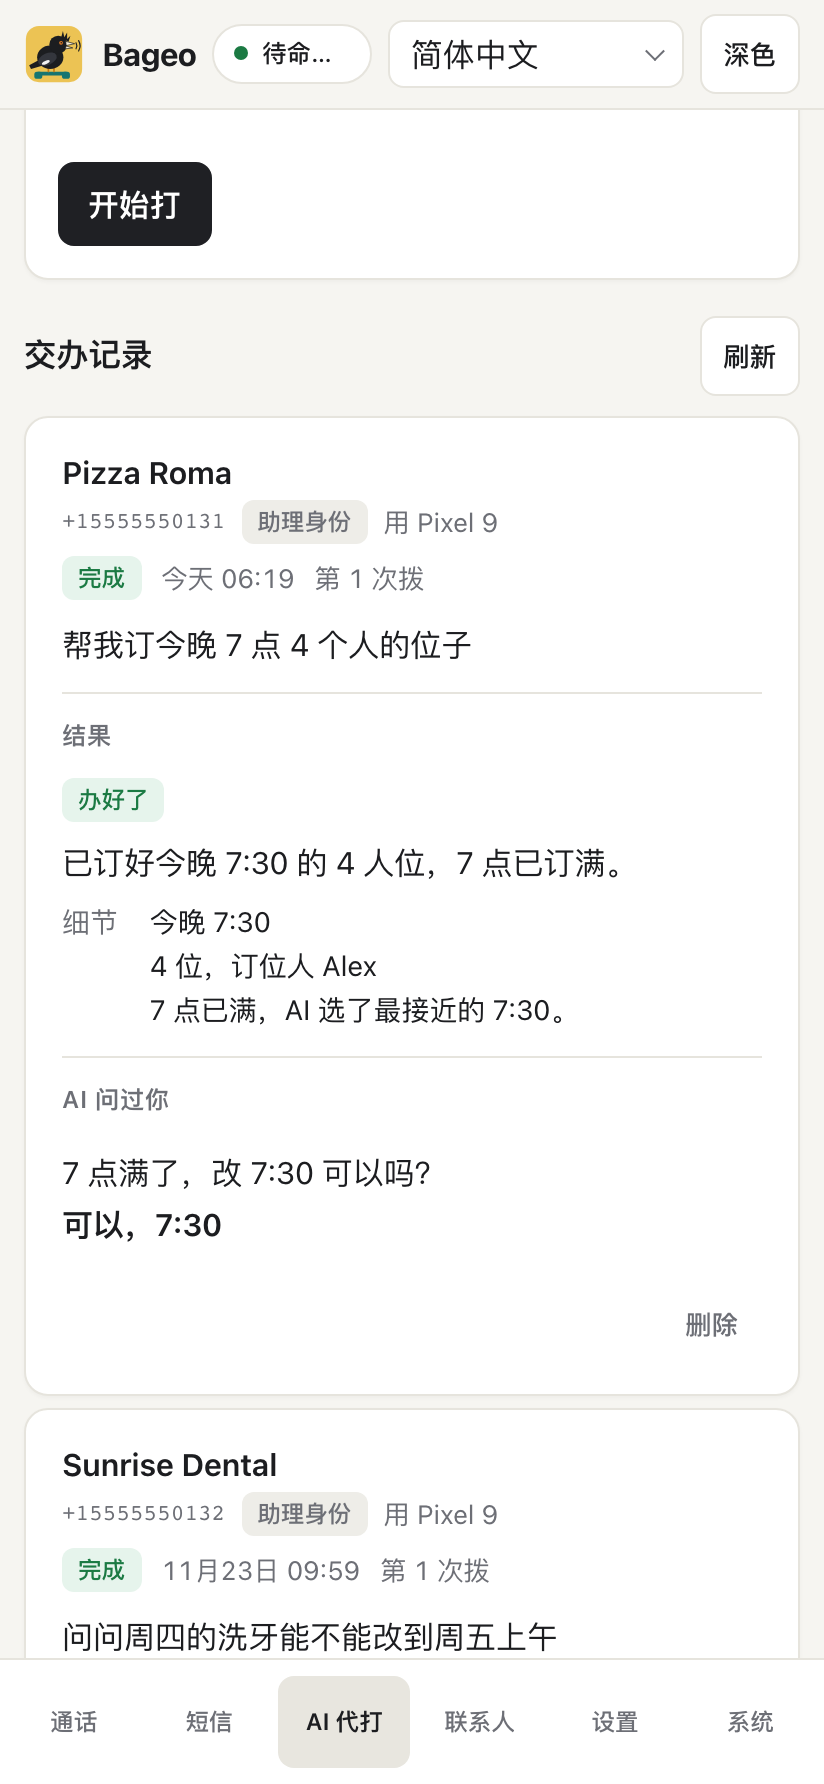 Bageo
待命...
简体中文
深色
开始打
交办记录
刷新
Pizza Roma
+15555550131 助理身份 用 Pixel 9
完成 今天 06:19 第 1 次拨
帮我订今晚 7 点 4 个人的位子
结果
办好了
已订好今晚 7:30 的 4 人位，7 点已订满。
细节 今晚 7:30
4 位，订位人 Alex
7 点已满，AI 选了最接近的 7:30。
AI 问过你
7 点满了，改 7:30 可以吗?
可以，7:30
删除
Sunrise Dental
+15555550132 助理身份 用 Pixel 9
完成 11月23日 09:59 第 1 次拨
问问周四的洗牙能不能改到周五上午
通话 短信 AI 代打 联系人 设置 系统